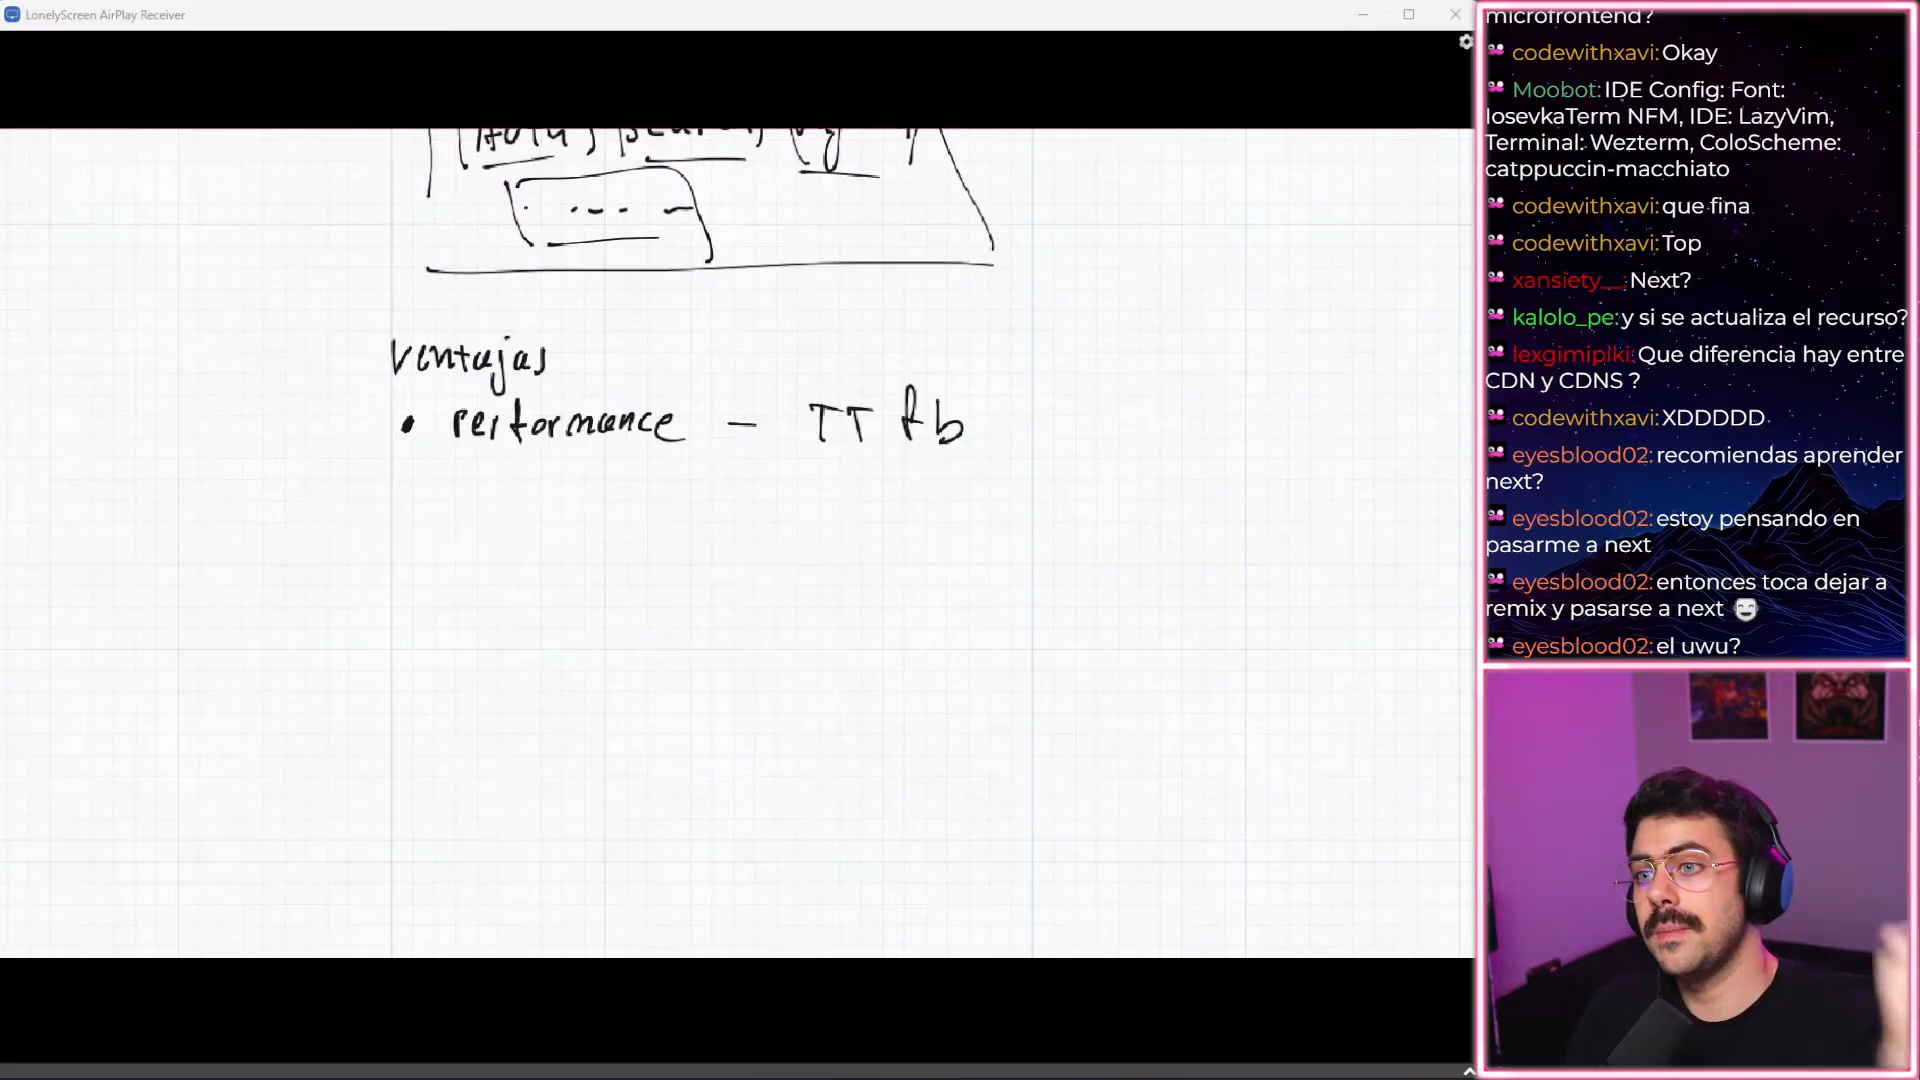 LonelyScreen AirPlay Receiver
Ventajas
• performance — TTfb
microfrontend?
codewithxavi: Okay
Moobot: IDE Config: Font:
IosevkaTerm NFM, IDE: LazyVim,
Terminal: Wezterm, ColoScheme:
catppuccin-macchiato
codewithxavi: que fina
codewithxavi: Top
xansiety__: Next?
kalolo_pe: y si se actualiza el recurso?
lexgimipiki: Que diferencia hay entre
CDN y CDNS ?
codewithxavi: XDDDDD
eyesblood02: recomiendas aprender
next?
eyesblood02: estoy pensando en
pasarme a next
eyesblood02: entonces toca dejar a
remix y pasarse a next
eyesblood02: el uwu?